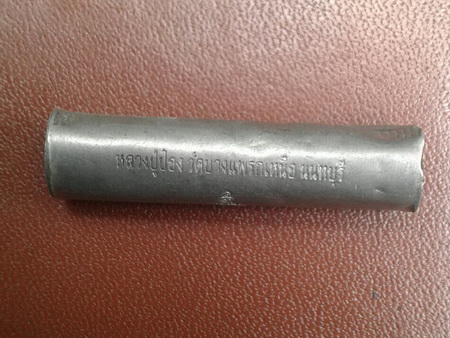 หลวงปู่ป๋อง วัดบางแพรกเหนือ นนทบุรี